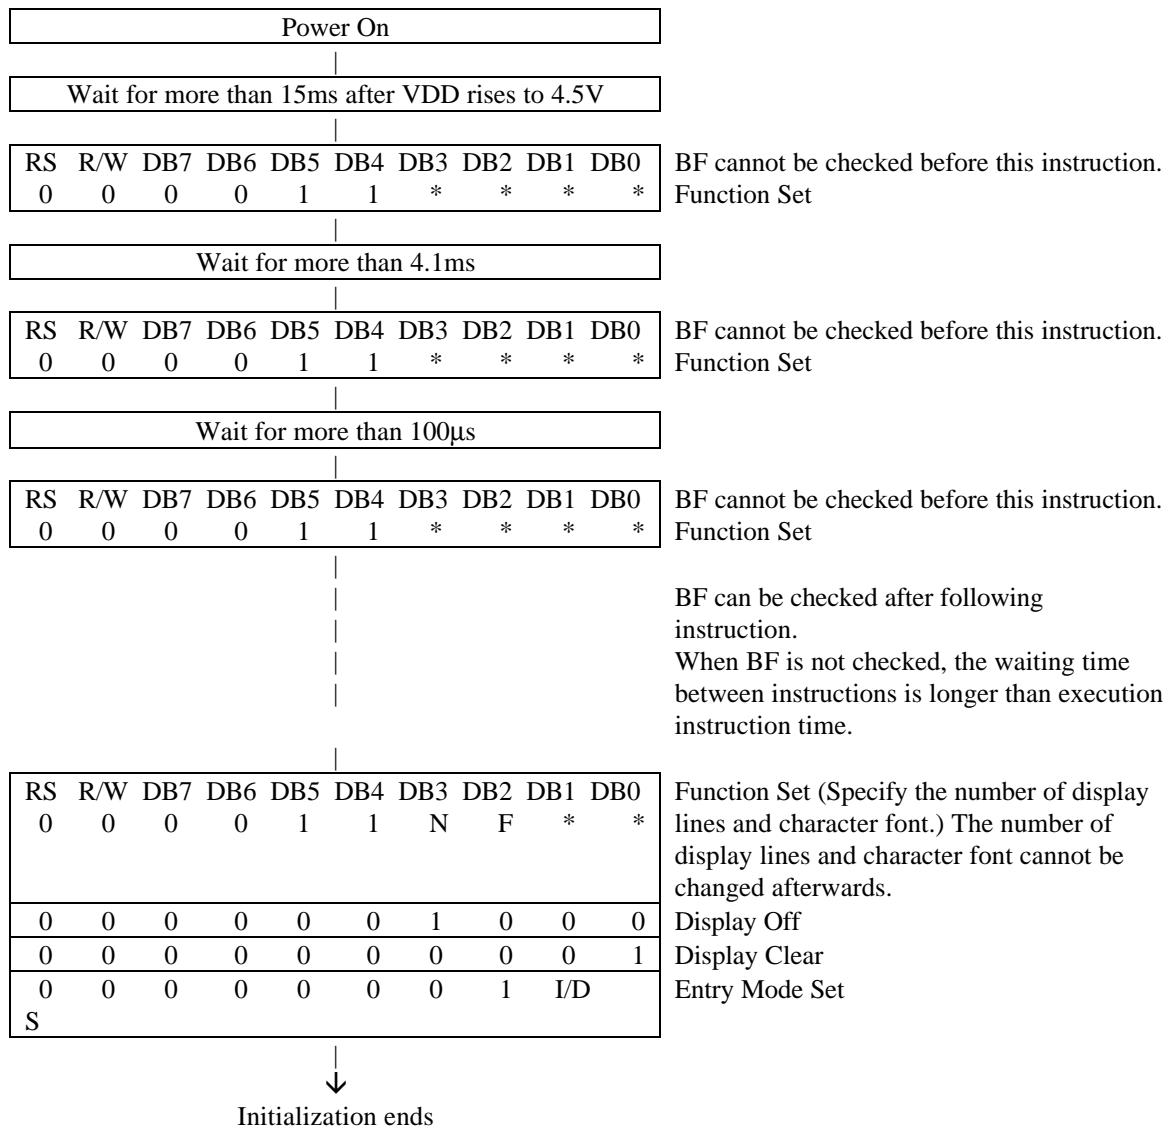 Power On
Wait for more than 15ms after VDD rises to 4.5V
RS R/W DB7 DB6 DB5 DB4 DB3 DB2 DB1 DB0 BF cannot be checked before this instruction.
0 0 0 0 1 1 * * * * Function Set
Wait for more than 4.1ms
RS R/W DB7 DB6 DB5 DB4 DB3 DB2 DB1 DB0 BF cannot be checked before this instruction.
0 0 0 0 1 1 * * * * Function Set
Wait for more than 100µs
RS R/W DB7 DB6 DB5 DB4 DB3 DB2 DB1 DB0 BF cannot be checked before this instruction.
0 0 0 0 1 1 * * * * Function Set
BF can be checked after following
instruction.
When BF is not checked, the waiting time
between instructions is longer than execution
instruction time.
RS R/W DB7 DB6 DB5 DB4 DB3 DB2 DB1 DB0 Function Set (Specify the number of display
0 0 0 0 1 1 N F * * lines and character font.) The number of
display lines and character font cannot be
changed afterwards.
0 0 0 0 0 0 1 0 0 0 Display Off
0 0 0 0 0 0 0 0 0 1 Display Clear
0 0 0 0 0 0 0 1 I/D Entry Mode Set
S
Initialization ends